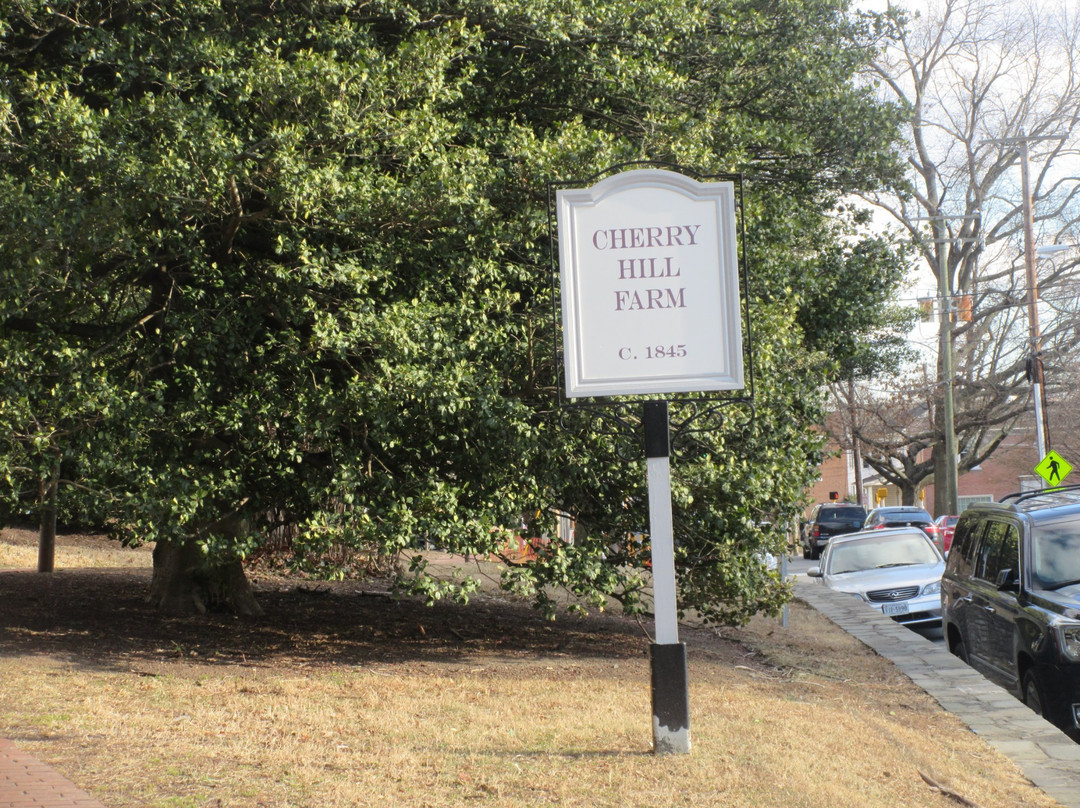 CHERRY
HILL
FARM
C. 1845